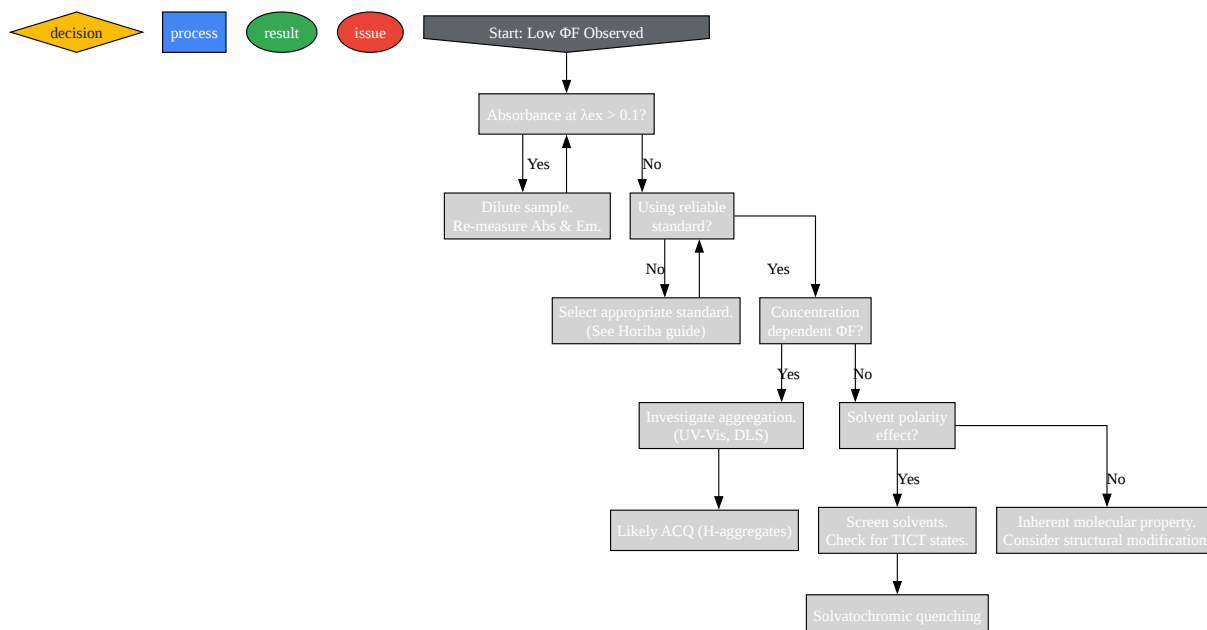 decision
process
result
issue
Start: Low ΦF Observed
Absorbance at λex > 0.1?
Yes
No
Dilute sample.
Re-measure Abs & Em.
Using reliable
standard?
No
Yes
Select appropriate standard.
(See Horiba guide)
Concentration
dependent ΦF?
Yes
No
Investigate aggregation.
(UV-Vis, DLS)
Solvent polarity
effect?
Yes
No
Likely ACQ (H-aggregates)
Screen solvents.
Check for TICT states.
Inherent molecular property.
Consider structural modification
Solvatochromic quenching